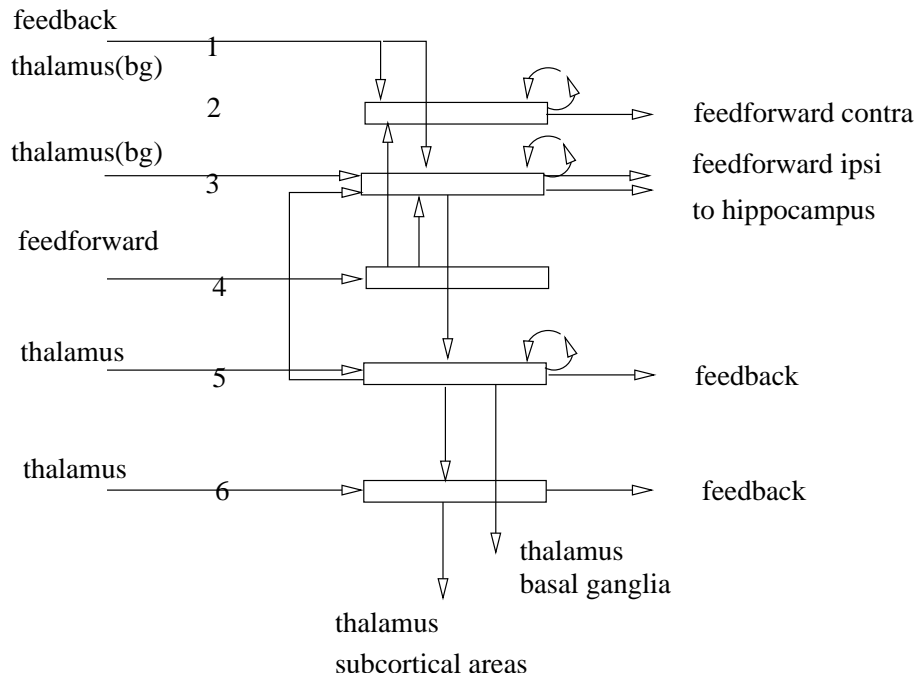 feedback
1
thalamus(bg)
2
feedforward contra
thalamus(bg)
3
feedforward ipsi
to hippocampus
feedforward
4
thalamus
5
feedback
thalamus
6
feedback
thalamus
basal ganglia
thalamus
subcortical areas